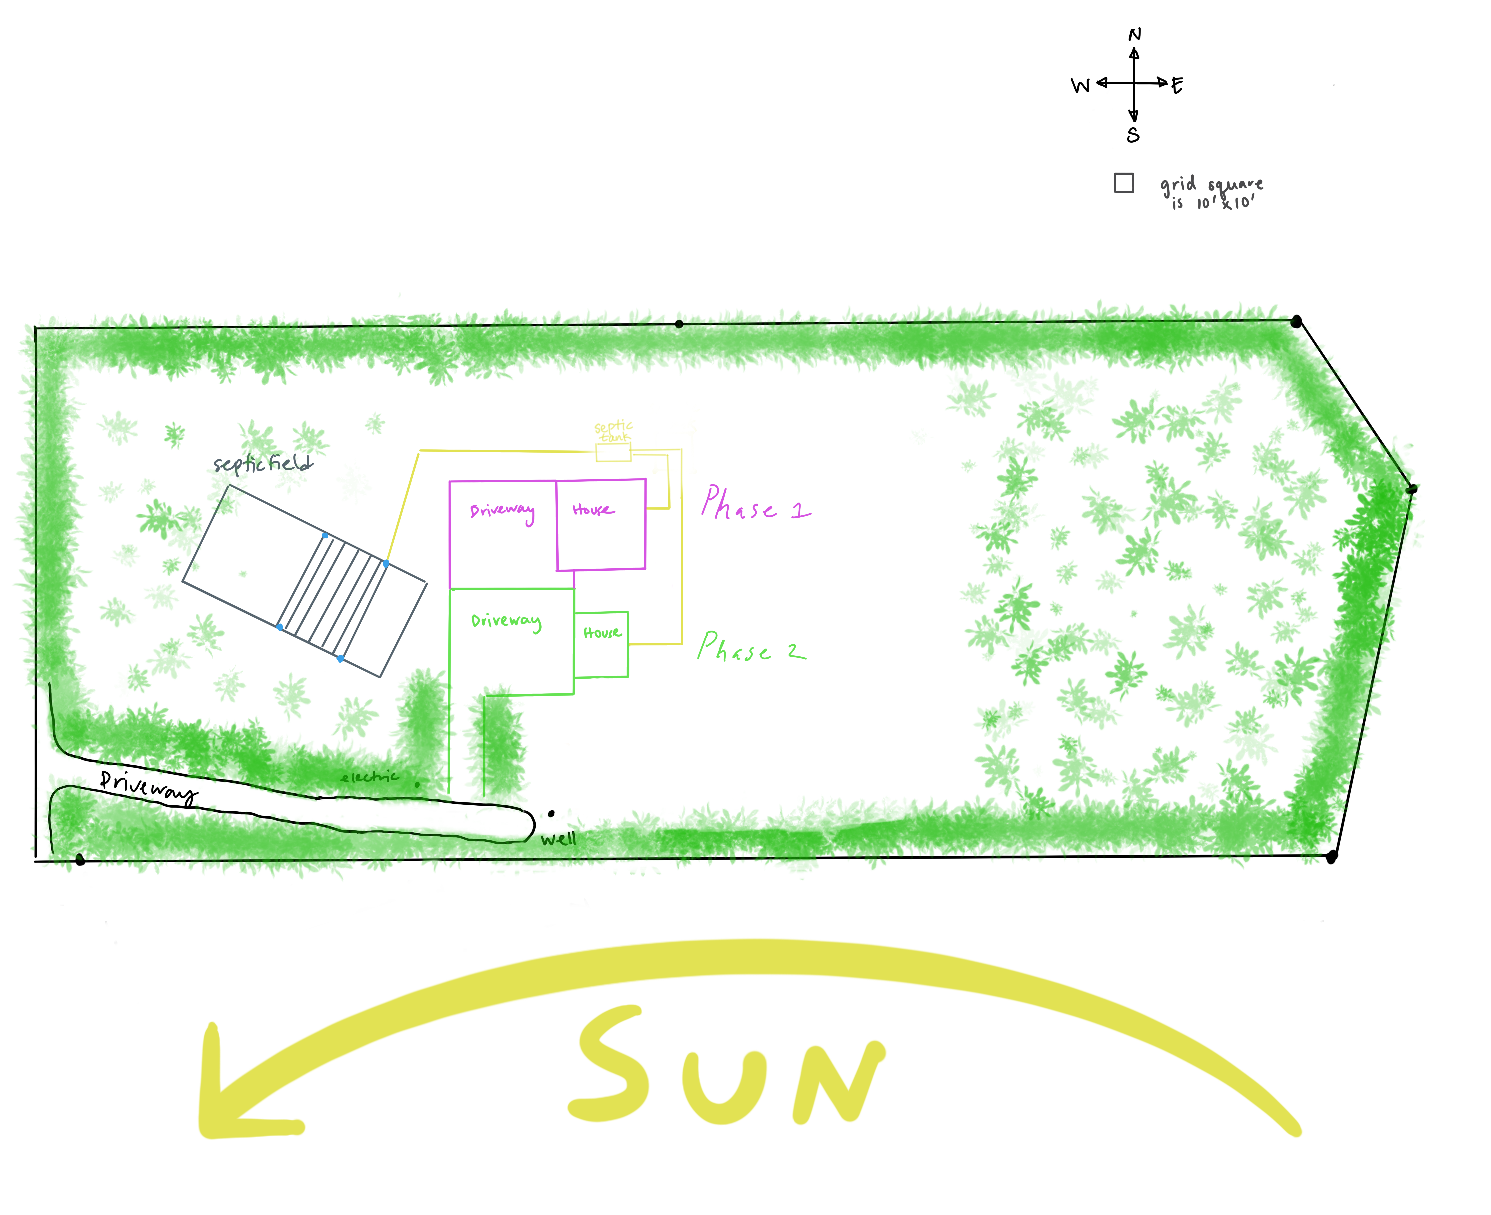 N
W E
S
grid square
is 10'x10'
septic
tank
septic field
Driveway
House
Phase 1
Driveway
House
Phase 2
electric
Driveway
well
SUN